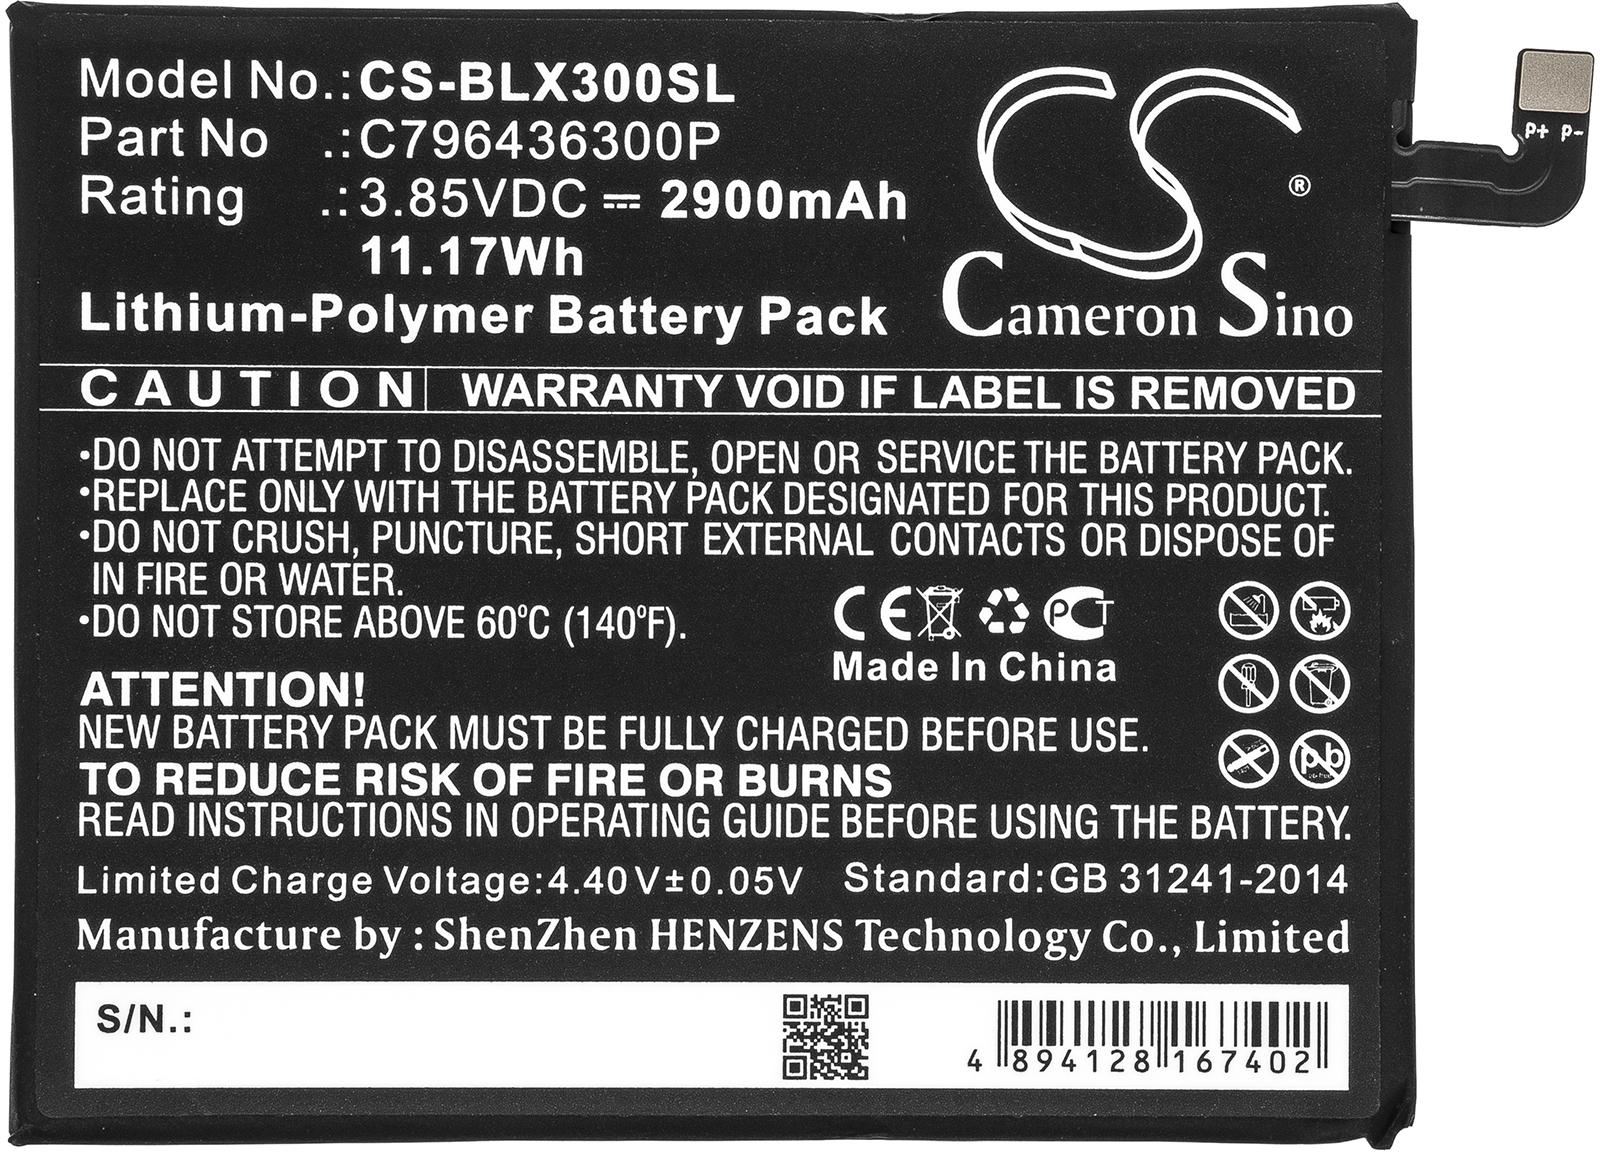 Model No.:CS-BLX300SL
Part No .:C796436300P
Rating .:3.85VDC ⎓ 2900mAh
11.17Wh
Lithium-Polymer Battery Pack
CS®
Cameron Sino
P+ P-
CAUTION WARRANTY VOID IF LABEL IS REMOVED
•DO NOT ATTEMPT TO DISASSEMBLE, OPEN OR SERVICE THE BATTERY PACK.
•REPLACE ONLY WITH THE BATTERY PACK DESIGNATED FOR THIS PRODUCT.
•DO NOT CRUSH, PUNCTURE, SHORT EXTERNAL CONTACTS OR DISPOSE OF
IN FIRE OR WATER.
•DO NOT STORE ABOVE 60°C (140°F).
CE PCT
Made In China
Pb
ATTENTION!
NEW BATTERY PACK MUST BE FULLY CHARGED BEFORE USE.
TO REDUCE RISK OF FIRE OR BURNS
READ INSTRUCTIONS IN OPERATING GUIDE BEFORE USING THE BATTERY.
Limited Charge Voltage:4.40V±0.05V Standard:GB 31241-2014
Manufacture by : ShenZhen HENZENS Technology Co., Limited
S/N.:
4 894128 167402